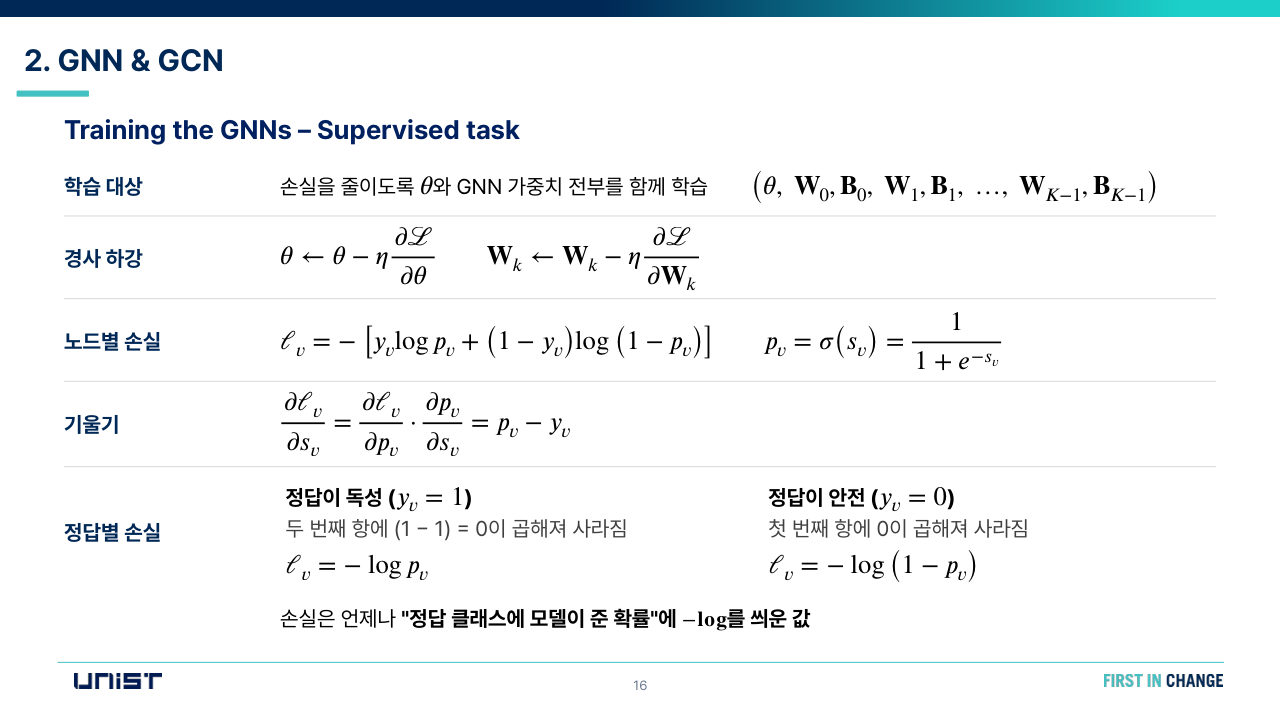 2. GNN & GCN
Training the GNNs – Supervised task
학습 대상
손실을 줄이도록 θ와 GNN 가중치 전부를 함께 학습 (θ, W_0, B_0, W_1, B_1, …, W_{K−1}, B_{K−1})
경사 하강
θ ← θ − η ∂ℒ/∂θ    W_k ← W_k − η ∂ℒ/∂W_k
노드별 손실
ℓ_v = − [y_v log p_v + (1 − y_v) log (1 − p_v)]    p_v = σ(s_v) = 1/(1 + e^{−s_v})
기울기
∂ℓ_v/∂s_v = ∂ℓ_v/∂p_v · ∂p_v/∂s_v = p_v − y_v
정답별 손실
정답이 독성 (y_v = 1)
두 번째 항에 (1 − 1) = 0이 곱해져 사라짐
ℓ_v = − log p_v
정답이 안전 (y_v = 0)
첫 번째 항에 0이 곱해져 사라짐
ℓ_v = − log (1 − p_v)
손실은 언제나 "정답 클래스에 모델이 준 확률"에 −log를 씌운 값
UNIST
16
FIRST IN CHANGE